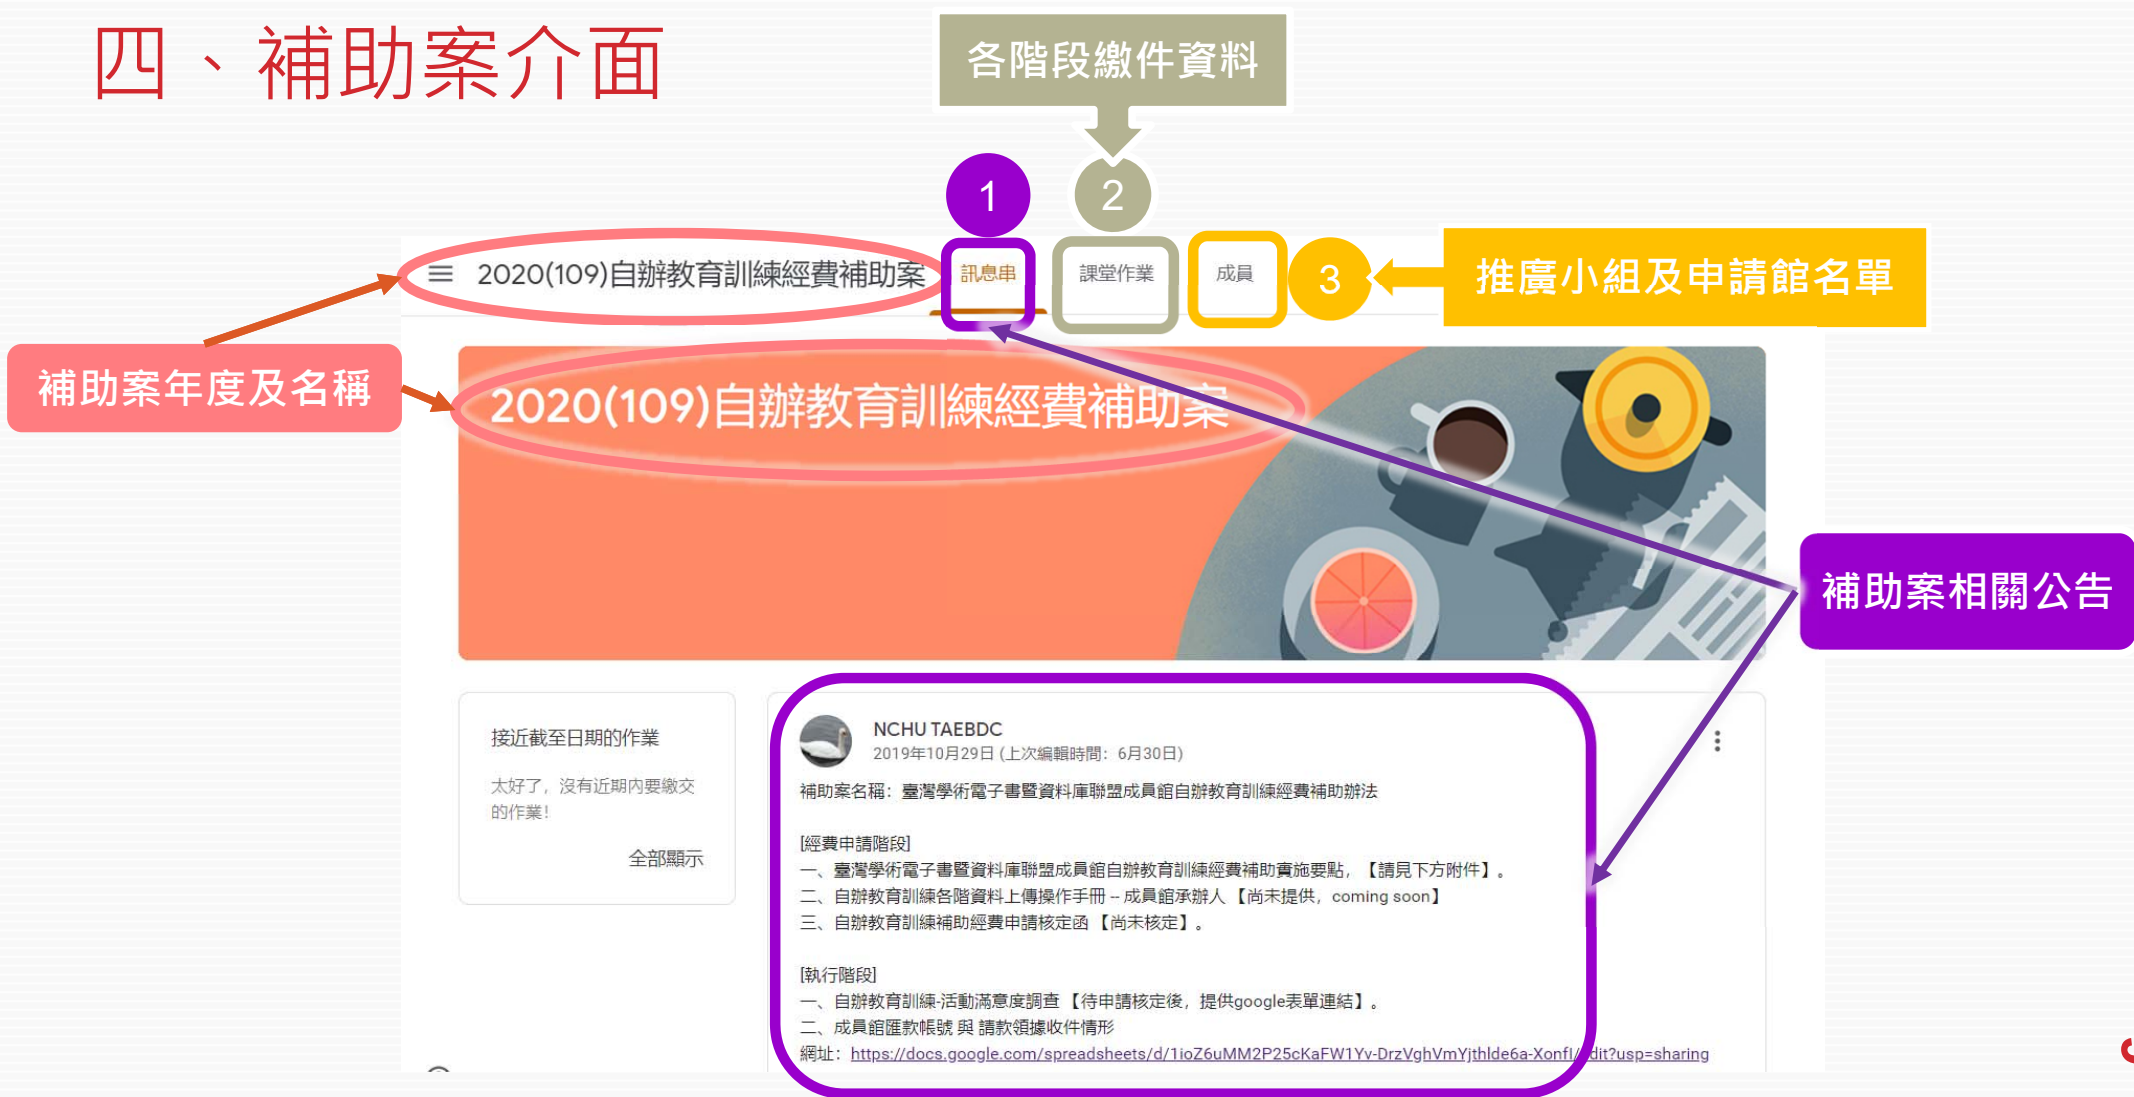 四、補助案介面
各階段繳件資料
1
2
2020(109)自辦教育訓練經費補助案
訊息串
課堂作業
成員
3
推廣小組及申請館名單
補助案年度及名稱
2020(109)自辦教育訓練經費補助案
補助案相關公告
接近截至日期的作業
太好了，沒有近期內要繳交
的作業！
全部顯示
NCHU TAEBDC
2019年10月29日 (上次編輯時間：6月30日)
補助案名稱：臺灣學術電子書暨資料庫聯盟成員館自辦教育訓練經費補助辦法
[經費申請階段]
一、臺灣學術電子書暨資料庫聯盟成員館自辦教育訓練經費補助實施要點，【請見下方附件】。
二、自辦教育訓練各階資料上傳操作手冊 -- 成員館承辦人 【尚未提供，coming soon】
三、自辦教育訓練補助經費申請核定函 【尚未核定】。
[執行階段]
一、自辦教育訓練-活動滿意度調查 【待申請核定後，提供google表單連結】。
二、成員館匯款帳號 與 請款領據收件情形
網址：https://docs.google.com/spreadsheets/d/1ioZ6uMM2P25cKaFW1Yv-DrzVghVmYjthlde6a-Xonfl/ dit?usp=sharing